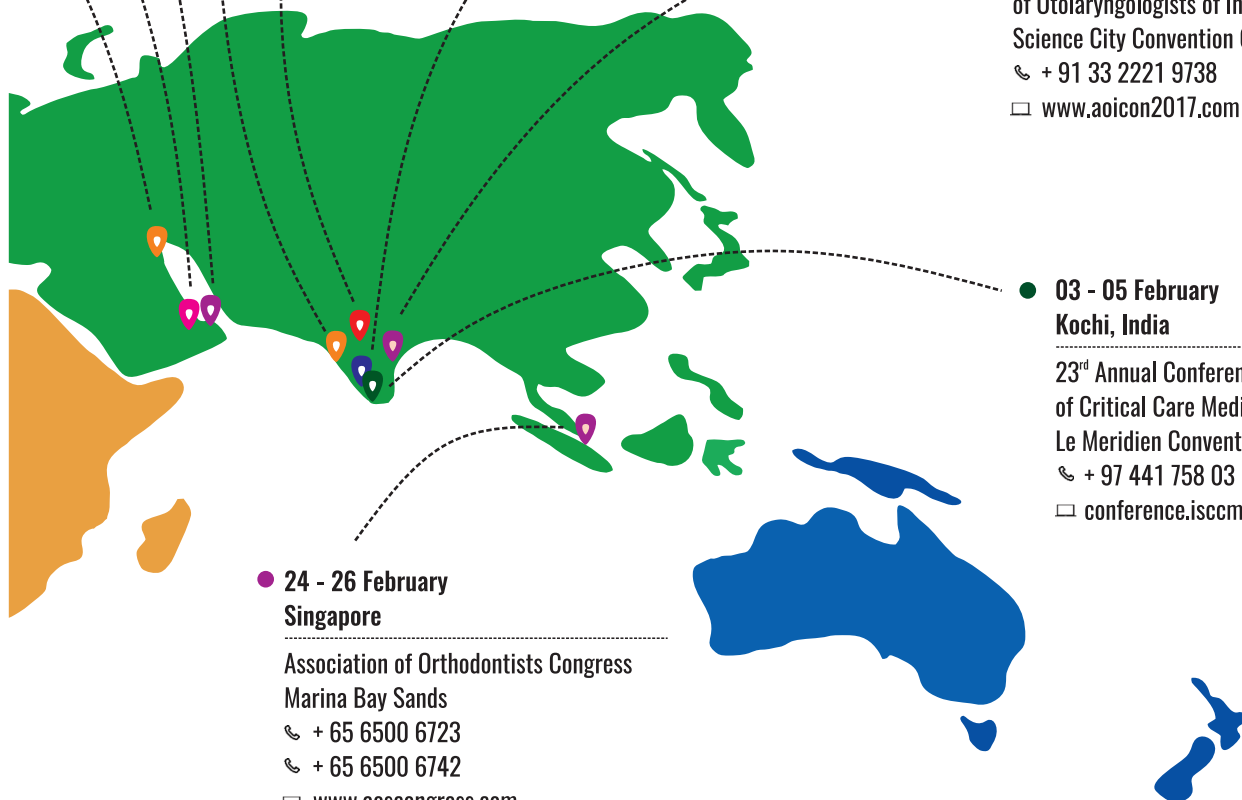 of Otolaryngologists of In
Science City Convention C
+ 91 33 2221 9738
www.aoicon2017.com
03 - 05 February
Kochi, India
23rd Annual Conferen
of Critical Care Medi
Le Meridien Convent
+ 97 441 758 03
conference.isccm
24 - 26 February
Singapore
Association of Orthodontists Congress
Marina Bay Sands
+ 65 6500 6723
+ 65 6500 6742